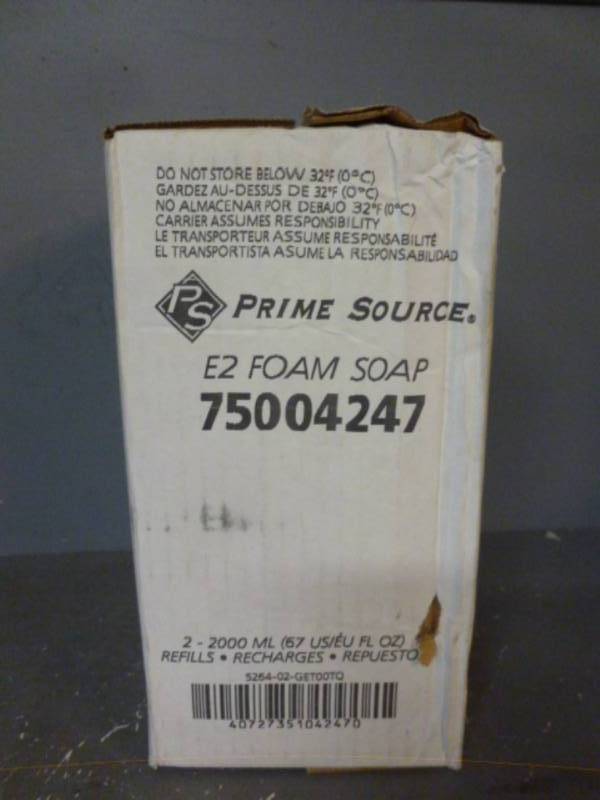 DO NOT STORE BELOW 32°F (0°C)
GARDEZ AU-DESSUS DE 32°F (0°C)
NO ALMACENAR POR DEBAJO 32°F (0°C)
CARRIER ASSUMES RESPONSIBILITY
LE TRANSPORTEUR ASSUME RESPONSABILITÉ
EL TRANSPORTISTA ASUME LA RESPONSABILIDAD
PS PRIME SOURCE®
E2 FOAM SOAP
75004247
2 - 2000 ML (67 US/ÉU FL OZ)
REFILLS • RECHARGES • REPUESTO
5264-02-GET00TQ
40727351042470